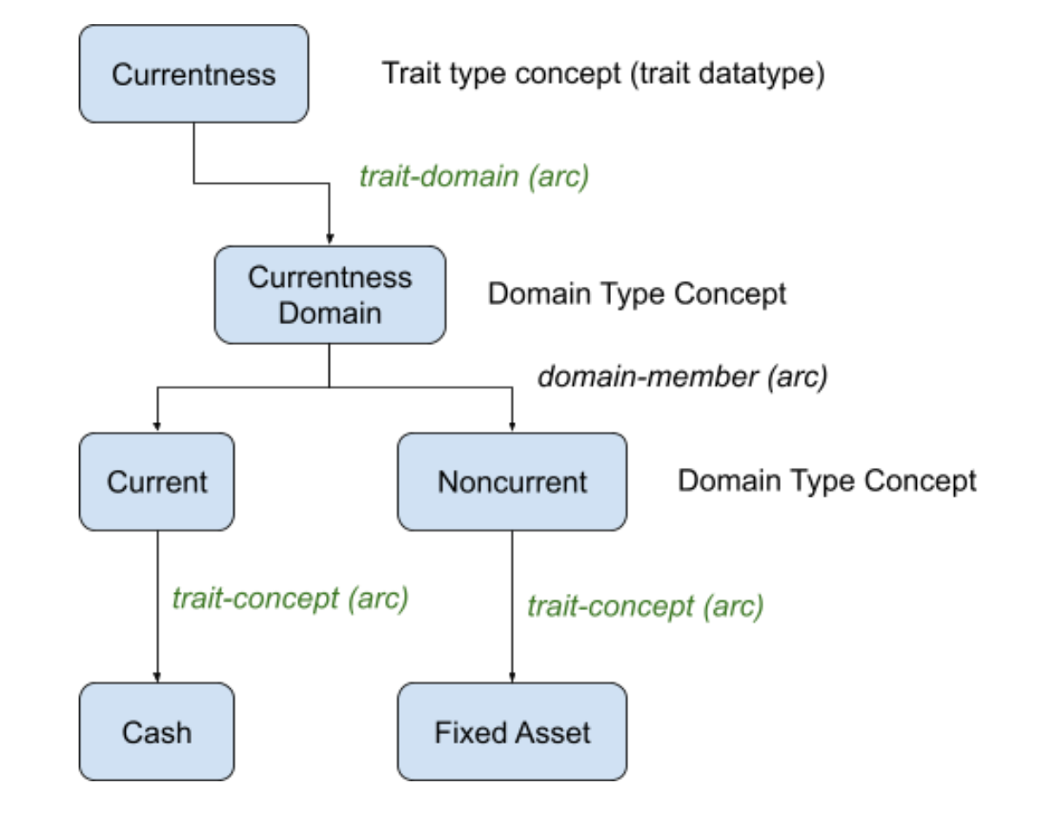 Currentness
Trait type concept (trait datatype)
trait-domain (arc)
Currentness
Domain
Domain Type Concept
domain-member (arc)
Current
Noncurrent
Domain Type Concept
trait-concept (arc)
trait-concept (arc)
Cash
Fixed Asset